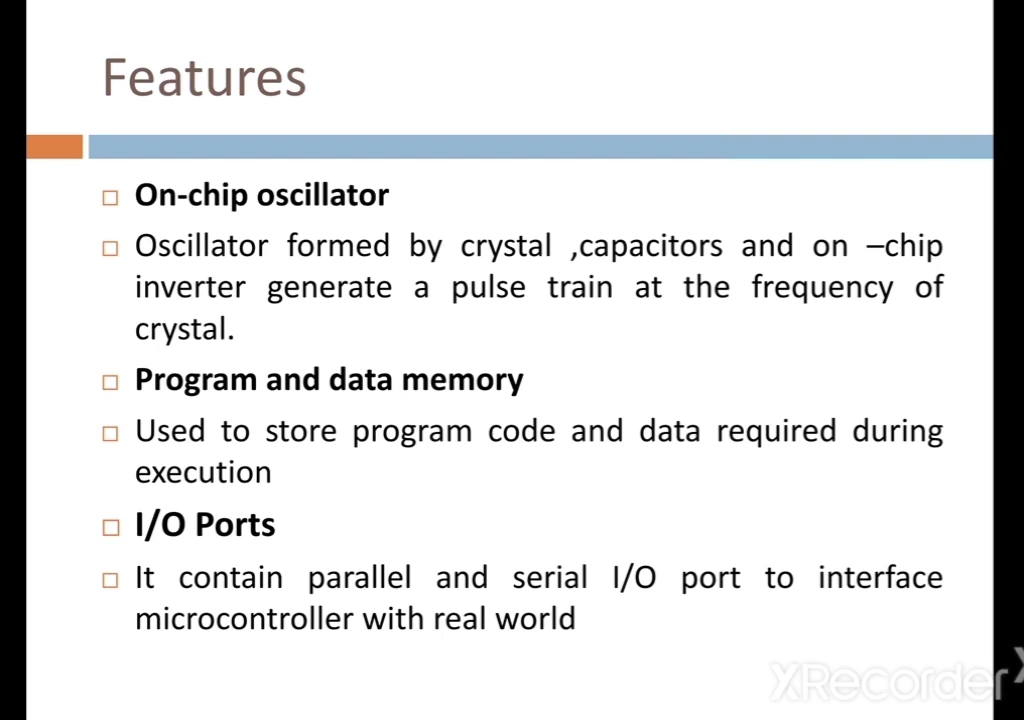 Features
On-chip oscillator
Oscillator formed by crystal ,capacitors and on –chip
inverter generate a pulse train at the frequency of
crystal.
Program and data memory
Used to store program code and data required during
execution
I/O Ports
It contain parallel and serial I/O port to interface
microcontroller with real world
XRecorder